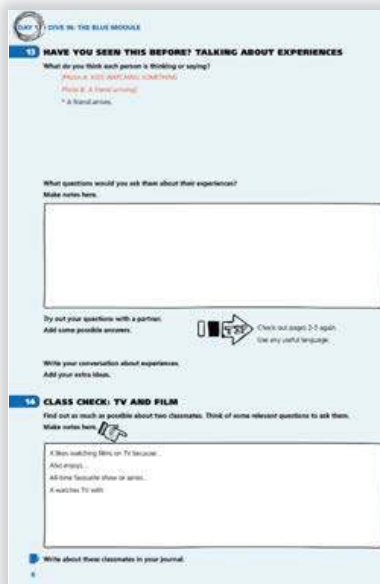 DAY 1 DIVE IN: THE BLUE MODULE
13 HAVE YOU SEEN THIS BEFORE? TALKING ABOUT EXPERIENCES
What do you think each person is thinking or saying?
[Photo A: KIDS WATCHING SOMETHING
Photo B: A friend arriving]
* A friend arrives.
What questions would you ask them about their experiences?
Make notes here.
Try out your questions with a partner.
Add some possible answers.
Check out pages 2-5 again.
Use any useful language.
Write your conversation about experiences.
Add your extra ideas.
14 CLASS CHECK: TV AND FILM
Find out as much as possible about two classmates. Think of some relevant questions to ask them.
Make notes here.
A likes watching films on TV because...
Also enjoys...
All-time favourite show or series...
A watches TV with
Write about these classmates in your journal.